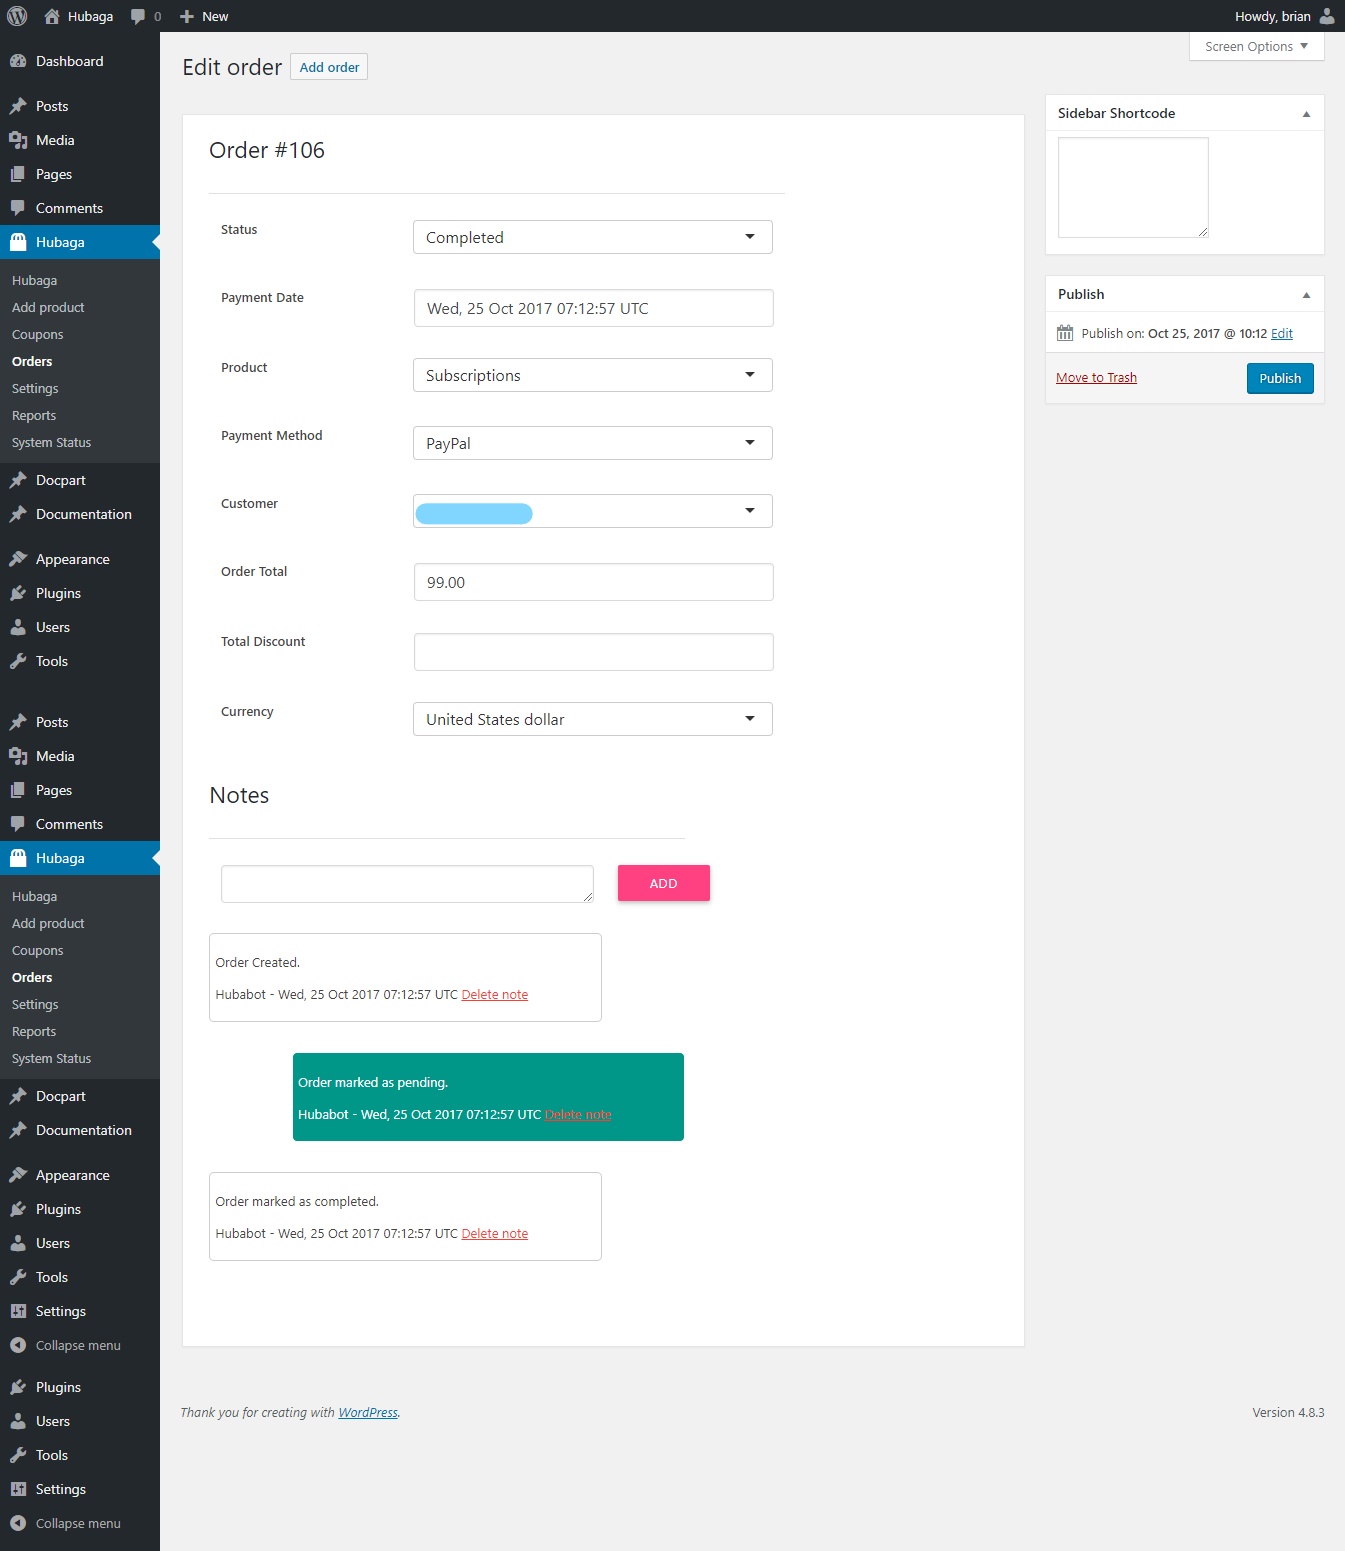 Hubaga
0
New
Howdy, brian
Screen Options
Dashboard
Posts
Media
Pages
Comments
Hubaga
Hubaga
Add product
Coupons
Orders
Settings
Reports
System Status
Docpart
Documentation
Appearance
Plugins
Users
Tools
Posts
Media
Pages
Comments
Hubaga
Hubaga
Add product
Coupons
Orders
Settings
Reports
System Status
Docpart
Documentation
Appearance
Plugins
Users
Tools
Settings
Collapse menu
Plugins
Users
Tools
Settings
Collapse menu
Edit order
Add order
Order #106
Status
Completed
Payment Date
Wed, 25 Oct 2017 07:12:57 UTC
Product
Subscriptions
Payment Method
PayPal
Customer
Order Total
99.00
Total Discount
Currency
United States dollar
Notes
ADD
Order Created.
Hubabot - Wed, 25 Oct 2017 07:12:57 UTC Delete note
Order marked as pending.
Hubabot - Wed, 25 Oct 2017 07:12:57 UTC Delete note
Order marked as completed.
Hubabot - Wed, 25 Oct 2017 07:12:57 UTC Delete note
Sidebar Shortcode
Publish
Publish on: Oct 25, 2017 @ 10:12 Edit
Move to Trash
Publish
Thank you for creating with WordPress.
Version 4.8.3